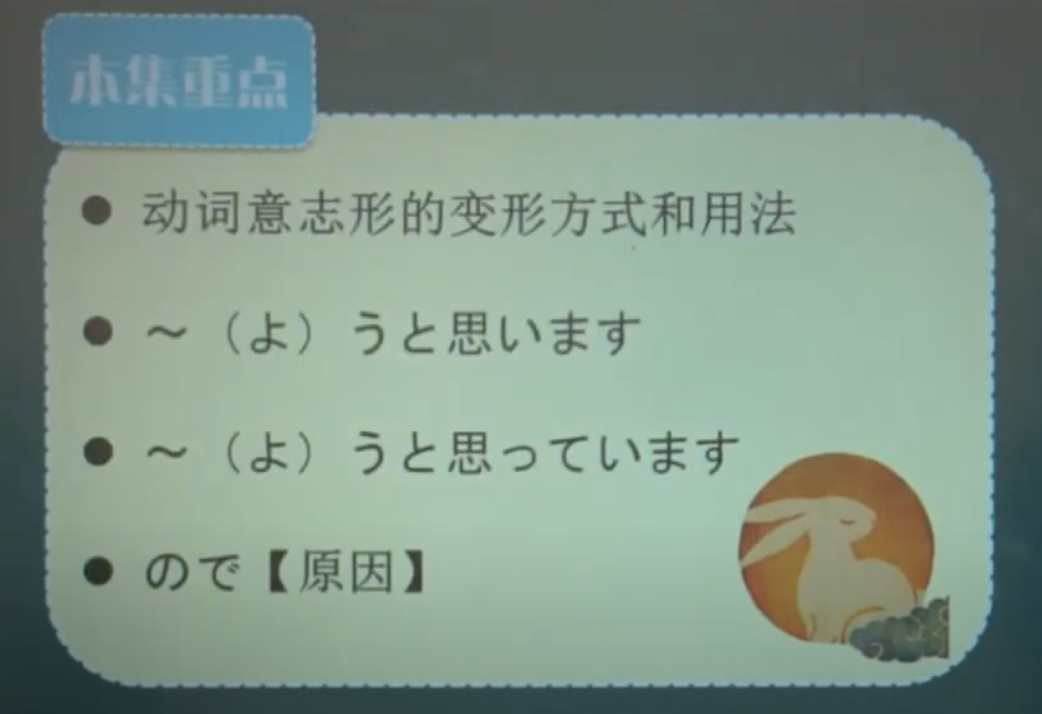 本集重点
● 动词意志形的变形方式和用法
● ～（よ）うと思います
● ～（よ）うと思っています
● ので【原因】